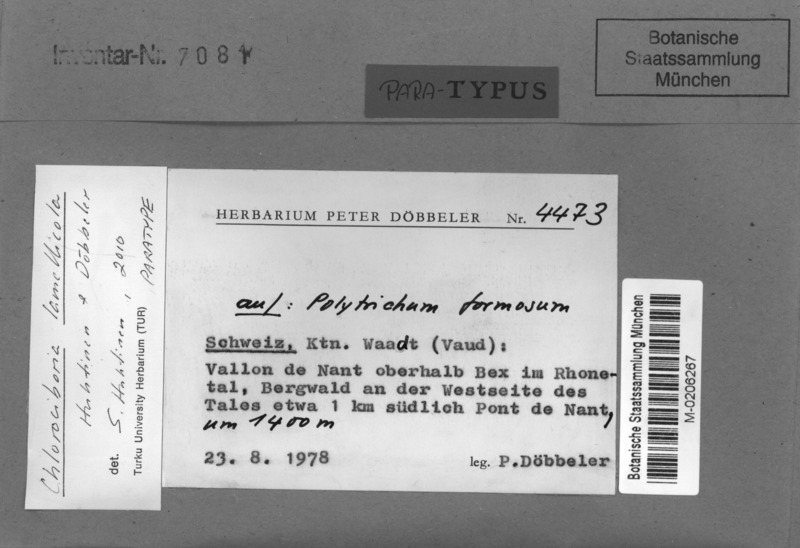 Inventar-Nr. 7081
Botanische
Staatssammlung
München
PARA-TYPUS
Chlorociboria lamellicola
Huhtinen & Döbbeler
det. S. Huhtinen, 2010
Turku University Herbarium (TUR) PARATYPE
HERBARIUM PETER DÖBBELER Nr. 4473
auf: Polytrichum formosum
Schweiz, Ktn. Waadt (Vaud):
Vallon de Nant oberhalb Bex im Rhone-
tal, Bergwald an der Westseite des
Tales etwa 1 km südlich Pont de Nant,
um 1400m
23. 8. 1978 leg. P.Döbbeler
Botanische Staatssammlung München
M-0206267